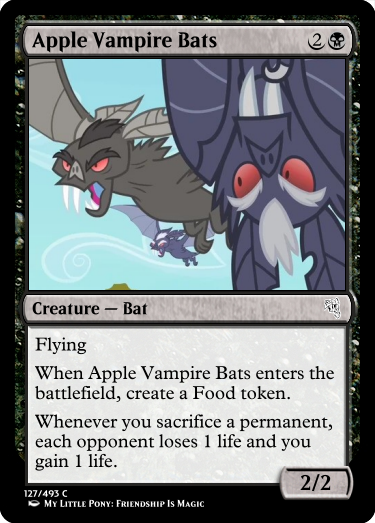 Apple Vampire Bats 2
Creature — Bat
Flying
When Apple Vampire Bats enters the
battlefield, create a Food token.
Whenever you sacrifice a permanent,
each opponent loses 1 life and you
gain 1 life.
2/2
127/493 C
My Little Pony: Friendship Is Magic